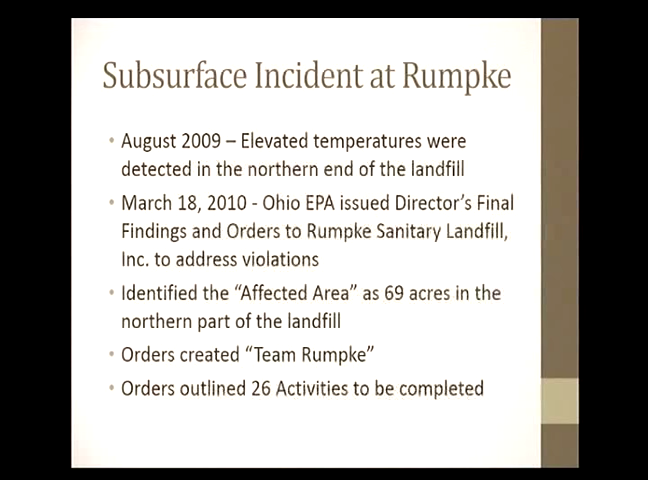 Subsurface Incident at Rumpke
• August 2009 – Elevated temperatures were
detected in the northern end of the landfill
• March 18, 2010 - Ohio EPA issued Director’s Final
Findings and Orders to Rumpke Sanitary Landfill,
Inc. to address violations
• Identified the “Affected Area” as 69 acres in the
northern part of the landfill
• Orders created “Team Rumpke”
• Orders outlined 26 Activities to be completed